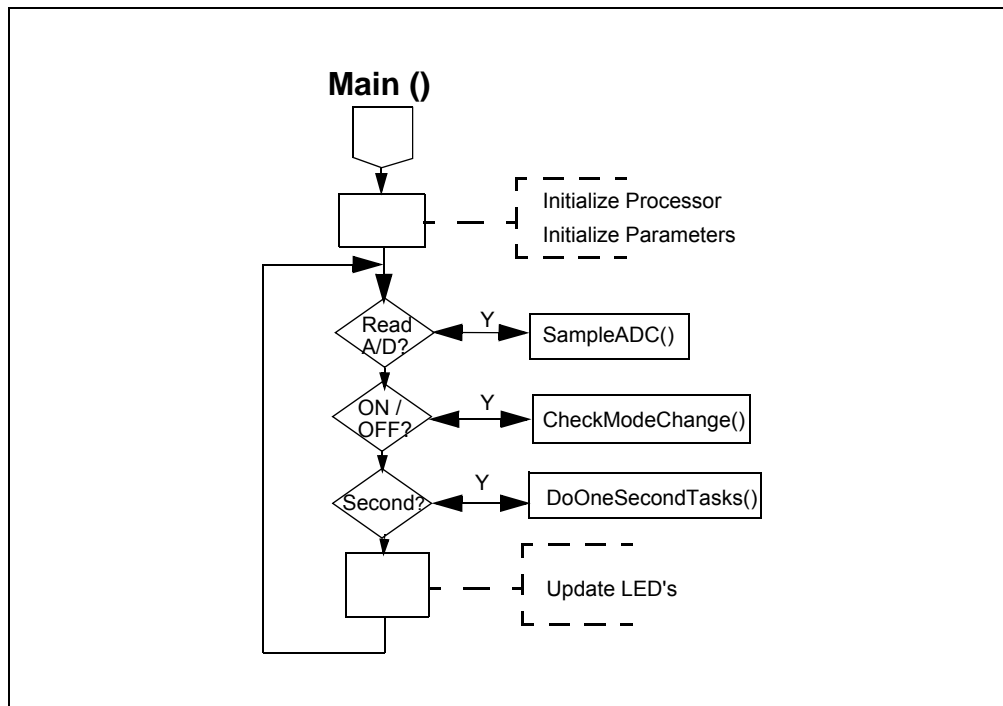 Main ()
Initialize Processor
Initialize Parameters
Read
A/D?
Y
SampleADC()
ON /
OFF?
Y
CheckModeChange()
Second?
Y
DoOneSecondTasks()
Update LED's